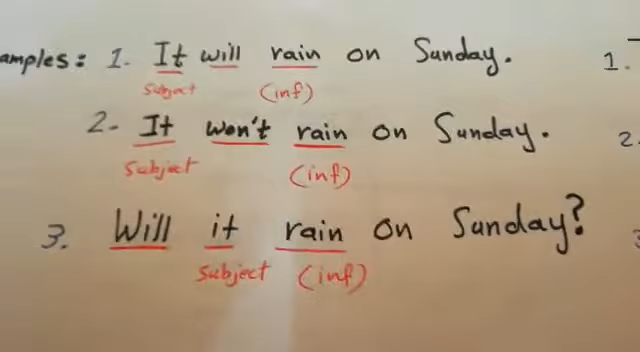 amples: 1. It will rain on Sunday. 1.
Subject (inf)
2- It won't rain on Sunday. 2.
Subject (inf)
3. Will it rain on Sunday? 3
Subject (inf)